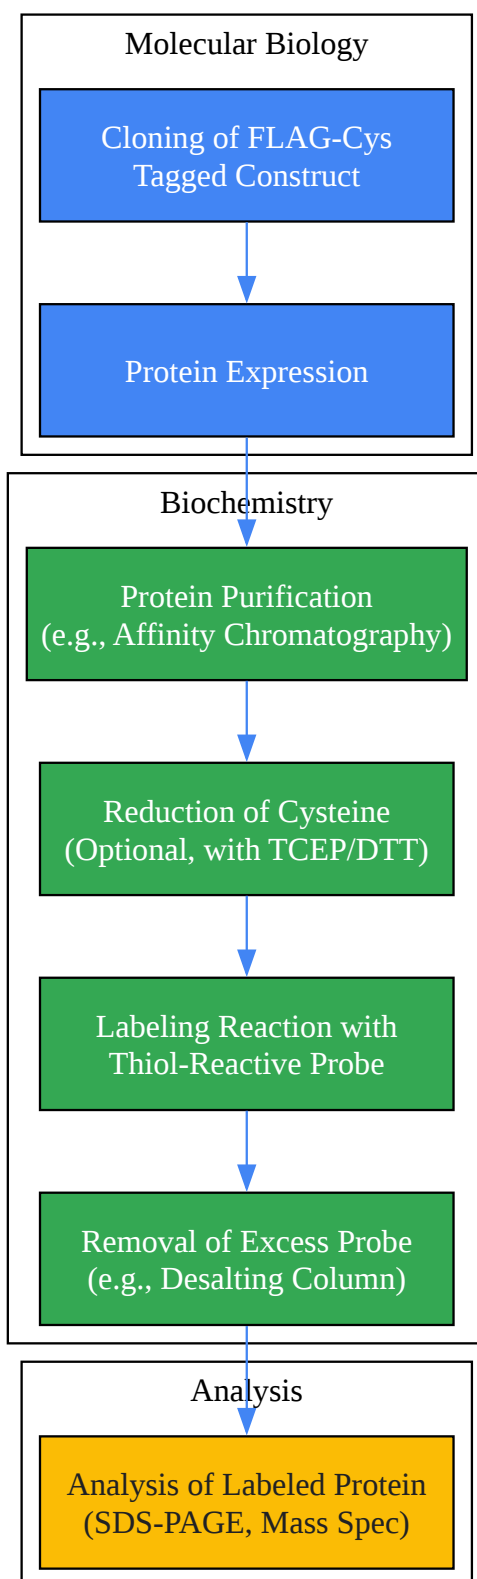 Molecular Biology
Cloning of FLAG-Cys
Tagged Construct
Protein Expression
Biochemistry
Protein Purification
(e.g., Affinity Chromatography)
Reduction of Cysteine
(Optional, with TCEP/DTT)
Labeling Reaction with
Thiol-Reactive Probe
Removal of Excess Probe
(e.g., Desalting Column)
Analysis
Analysis of Labeled Protein
(SDS-PAGE, Mass Spec)